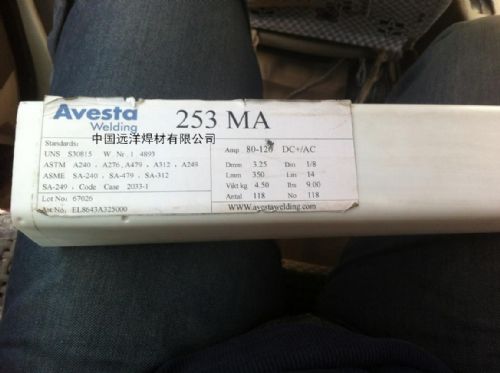 Avesta
Welding
253 MA
中国远洋焊材有限公司
Standards:
UNS S30815 W. Nr. 1 4893
ASTM A240、A276、A479、A312、A249
ASME SA-240、SA-479、SA-312
SA-249、Code Case 2033-1
Lot No: 67026
Art No: EL8643A325000
Amp 80-120 DC+/AC
Dmm 3.25 Din 1/8
Lmm 350 Lin 14
Vikt kg 4.50 lbs 9.00
Antal 118 No 118
WWW.avestawelding.com